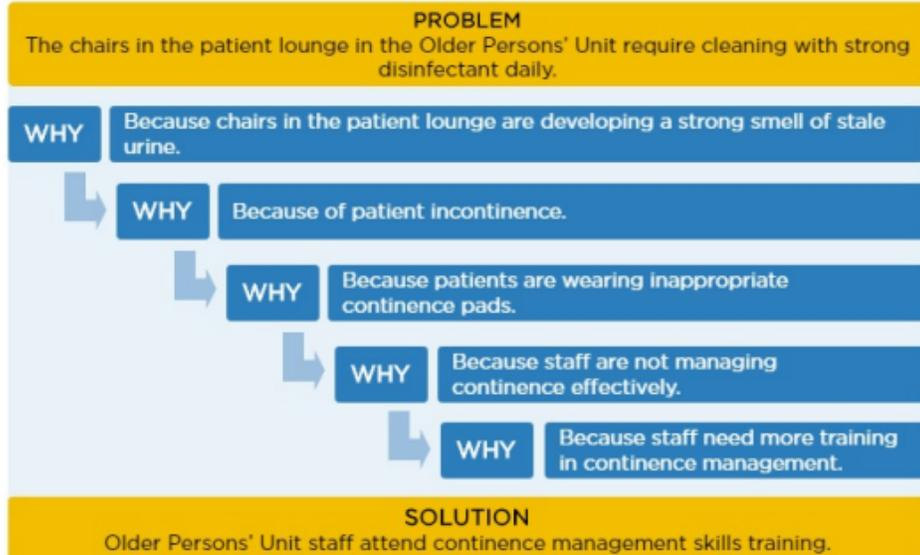 PROBLEM
The chairs in the patient lounge in the Older Persons' Unit require cleaning with strong
disinfectant daily.
WHY
Because chairs in the patient lounge are developing a strong smell of stale
urine.
WHY
Because of patient incontinence.
WHY
Because patients are wearing inappropriate
continence pads.
WHY
Because staff are not managing
continence effectively.
WHY
Because staff need more training
in continence management.
SOLUTION
Older Persons' Unit staff attend continence management skills training.